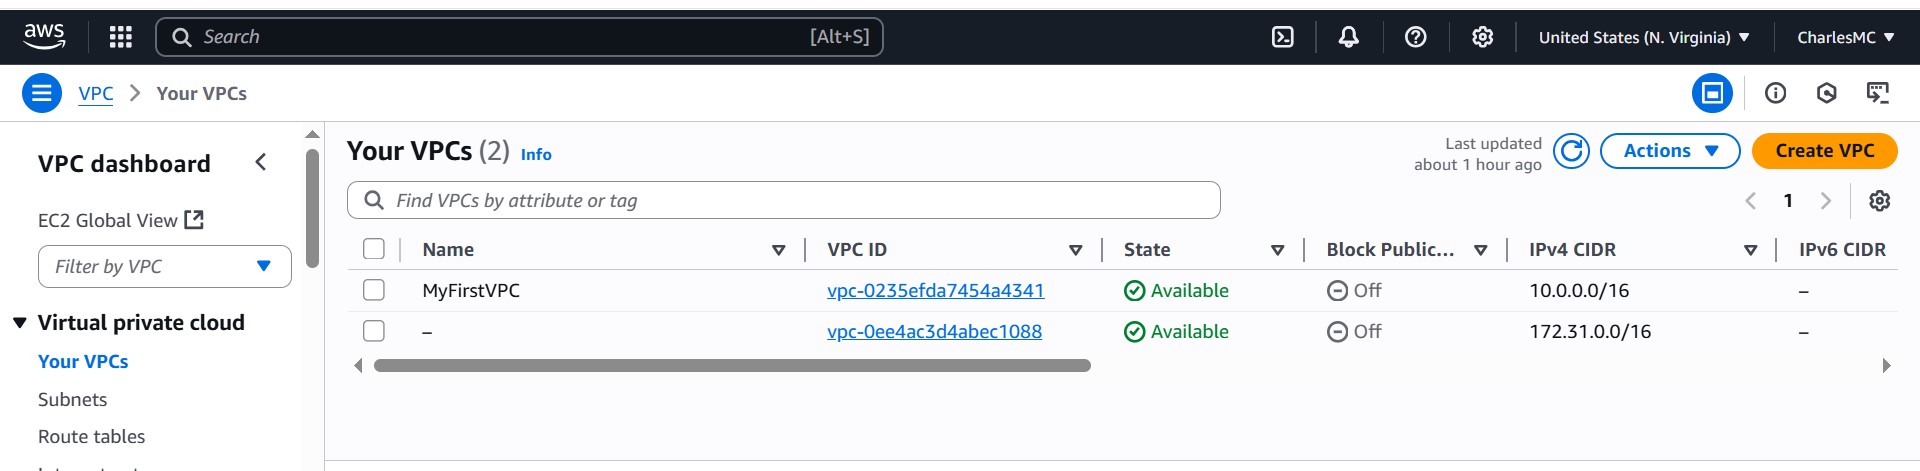 aws
Search [Alt+S]
United States (N. Virginia)
CharlesMC
VPC Your VPCs
VPC dashboard
EC2 Global View
Filter by VPC
Virtual private cloud
Your VPCs
Subnets
Route tables
Your VPCs (2) Info
Last updated
about 1 hour ago
Actions
Create VPC
Find VPCs by attribute or tag
1
Name VPC ID State Block Public... IPv4 CIDR IPv6 CIDR
MyFirstVPC vpc-0235efda7454a4341 Available Off 10.0.0.0/16 –
– vpc-0ee4ac3d4abec1088 Available Off 172.31.0.0/16 –